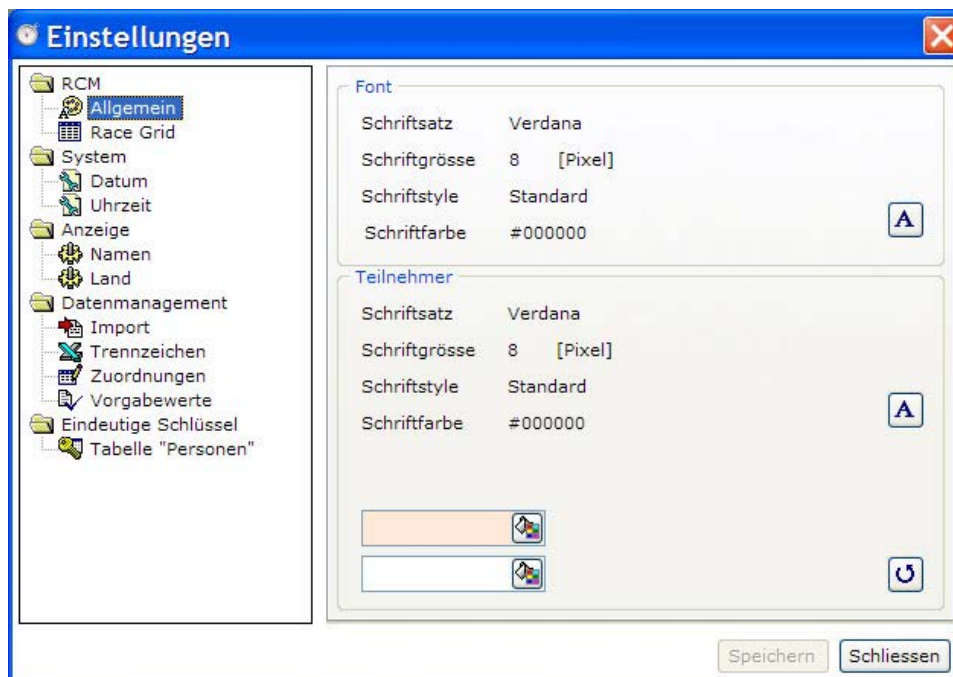 Einstellungen
RCM
Allgemein
Race Grid
System
Datum
Uhrzeit
Anzeige
Namen
Land
Datenmanagement
Import
Trennzeichen
Zuordnungen
Vorgabewerte
Eindeutige Schlüssel
Tabelle "Personen"
Font
Schriftsatz Verdana
Schriftgrösse 8 [Pixel]
Schriftstyle Standard
Schriftfarbe #000000
A
Teilnehmer
Schriftsatz Verdana
Schriftgrösse 8 [Pixel]
Schriftstyle Standard
Schriftfarbe #000000
A
Speichern Schliessen